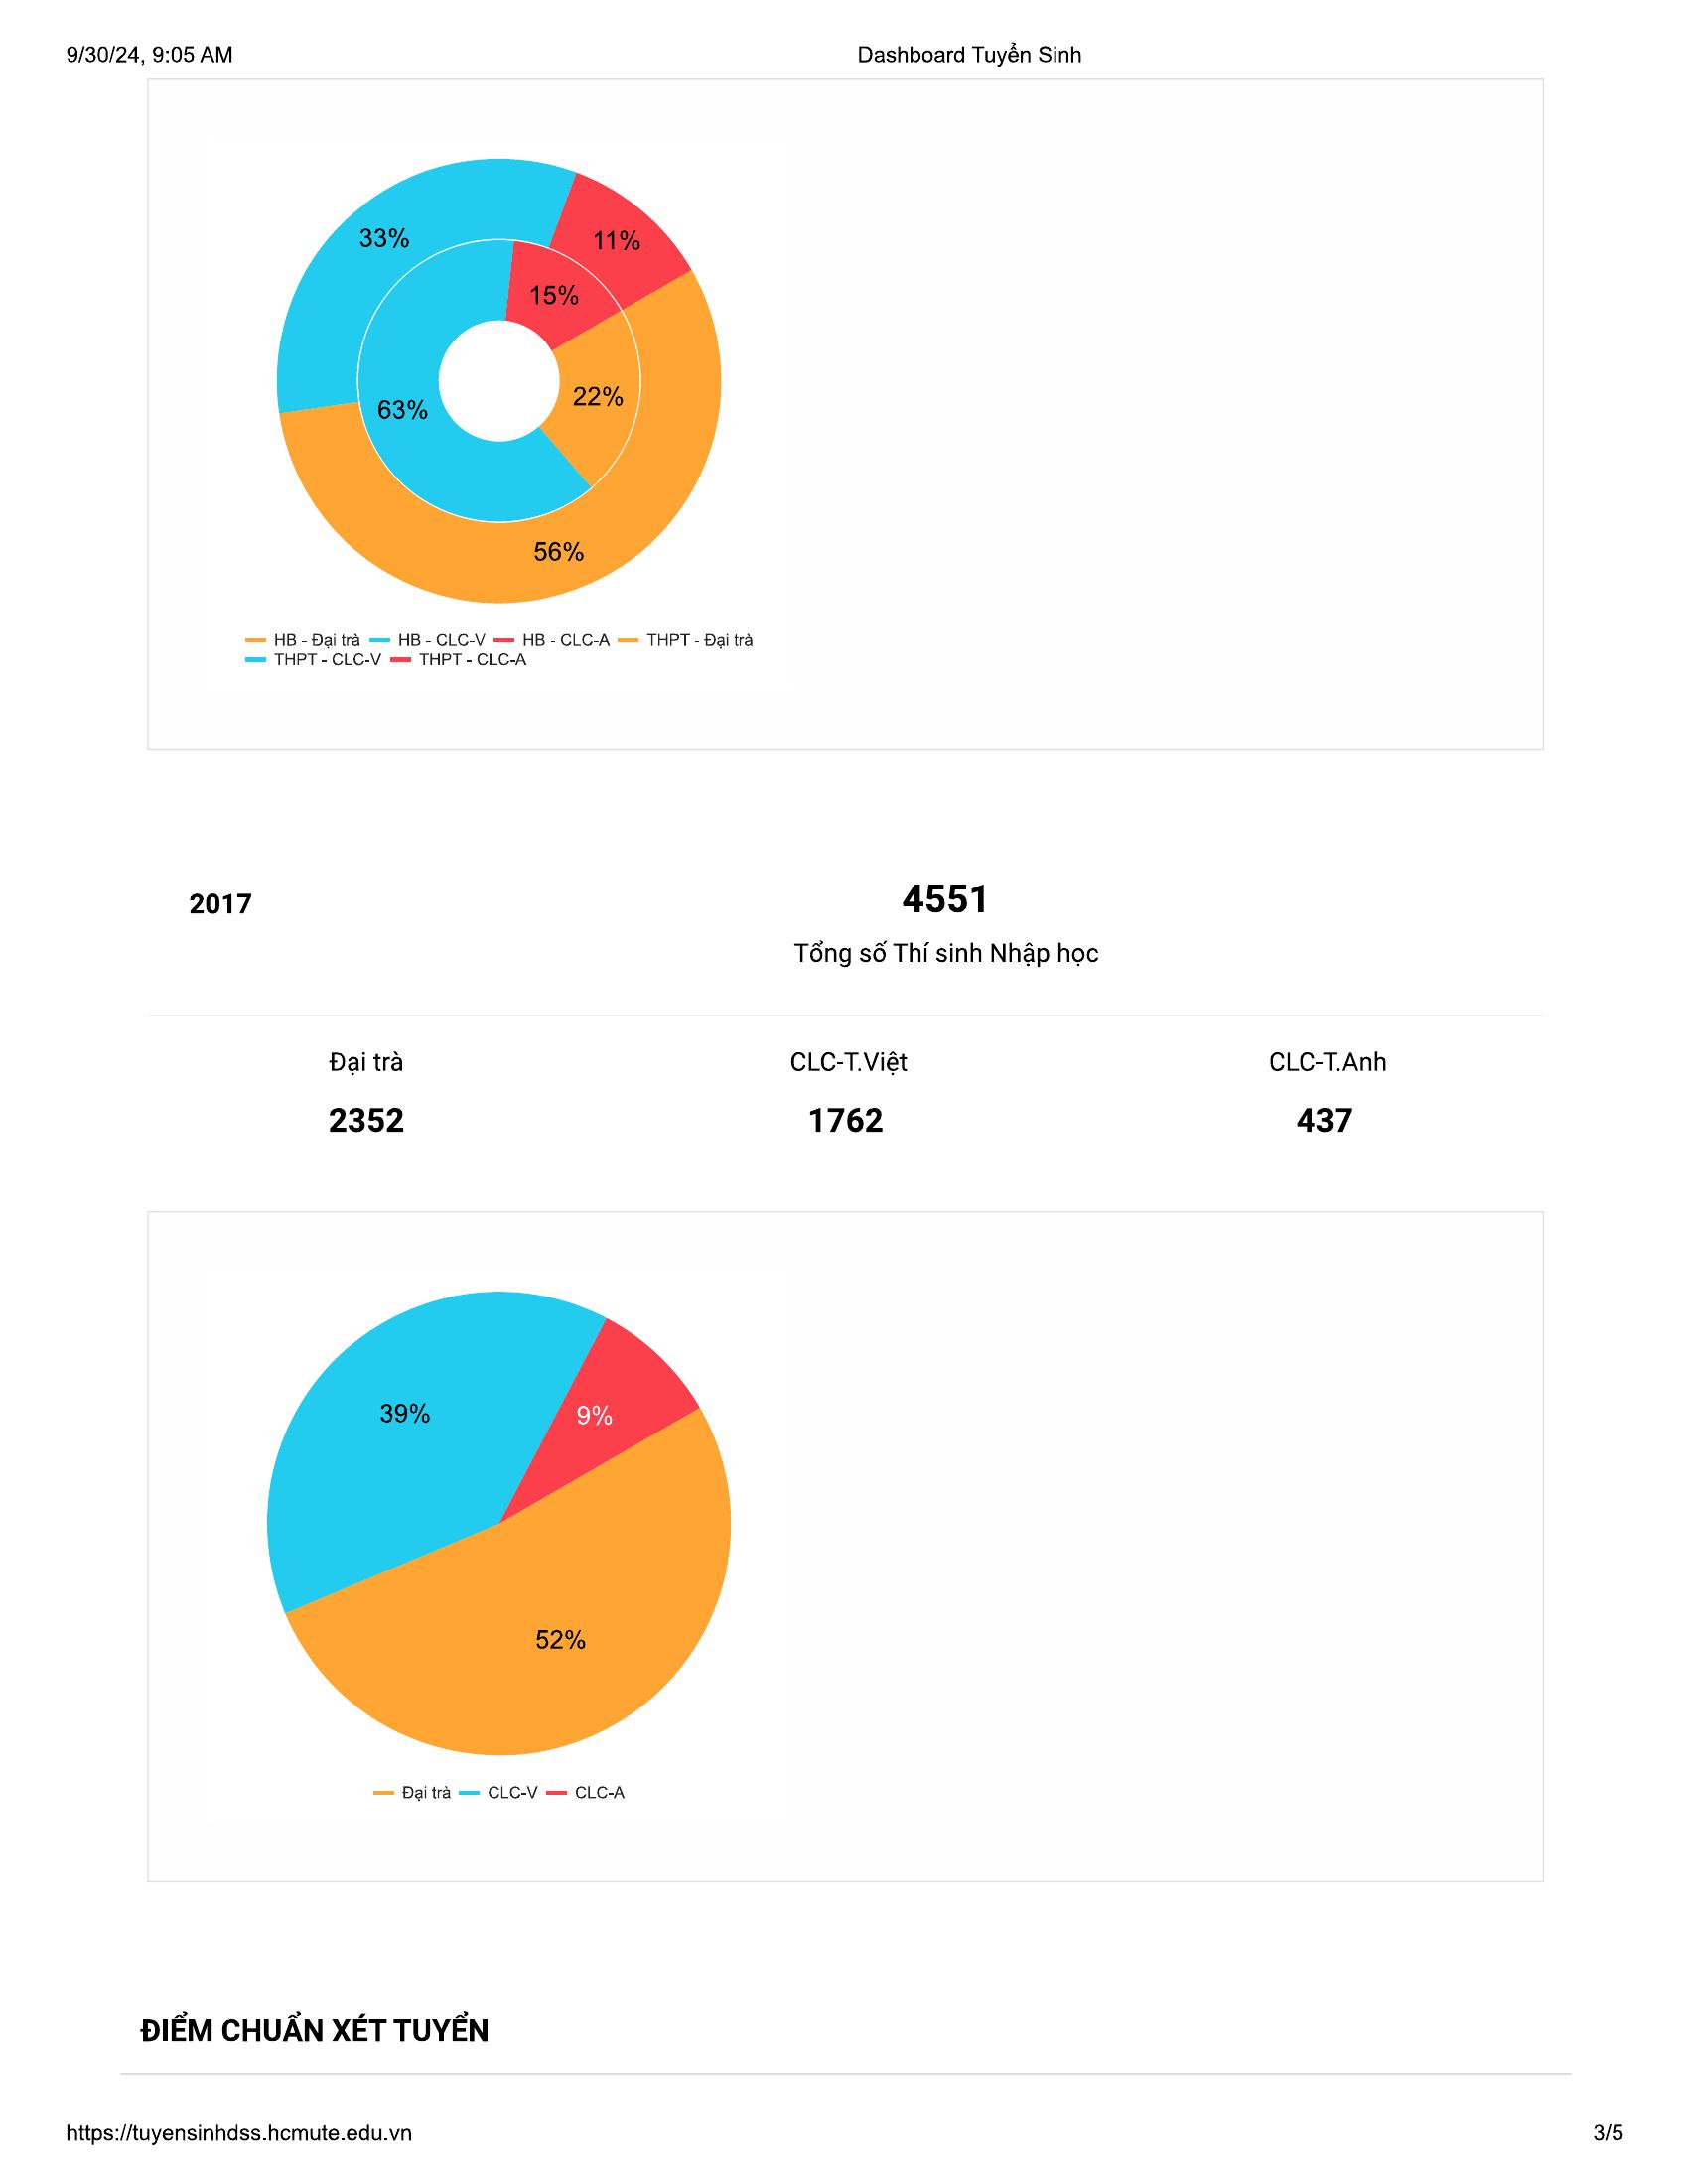 9/30/24, 9:05 AM
Dashboard Tuyển Sinh
33%
11%
15%
22%
63%
56%
HB - Đại trà HB - CLC-V HB - CLC-A THPT - Đại trà
THPT - CLC-V THPT - CLC-A
2017
4551
Tổng số Thí sinh Nhập học
Đại trà CLC-T.Việt CLC-T.Anh
2352 1762 437
39%
9%
52%
Đại trà CLC-V CLC-A
ĐIỂM CHUẨN XÉT TUYỂN
https://tuyensinhdss.hcmute.edu.vn
3/5